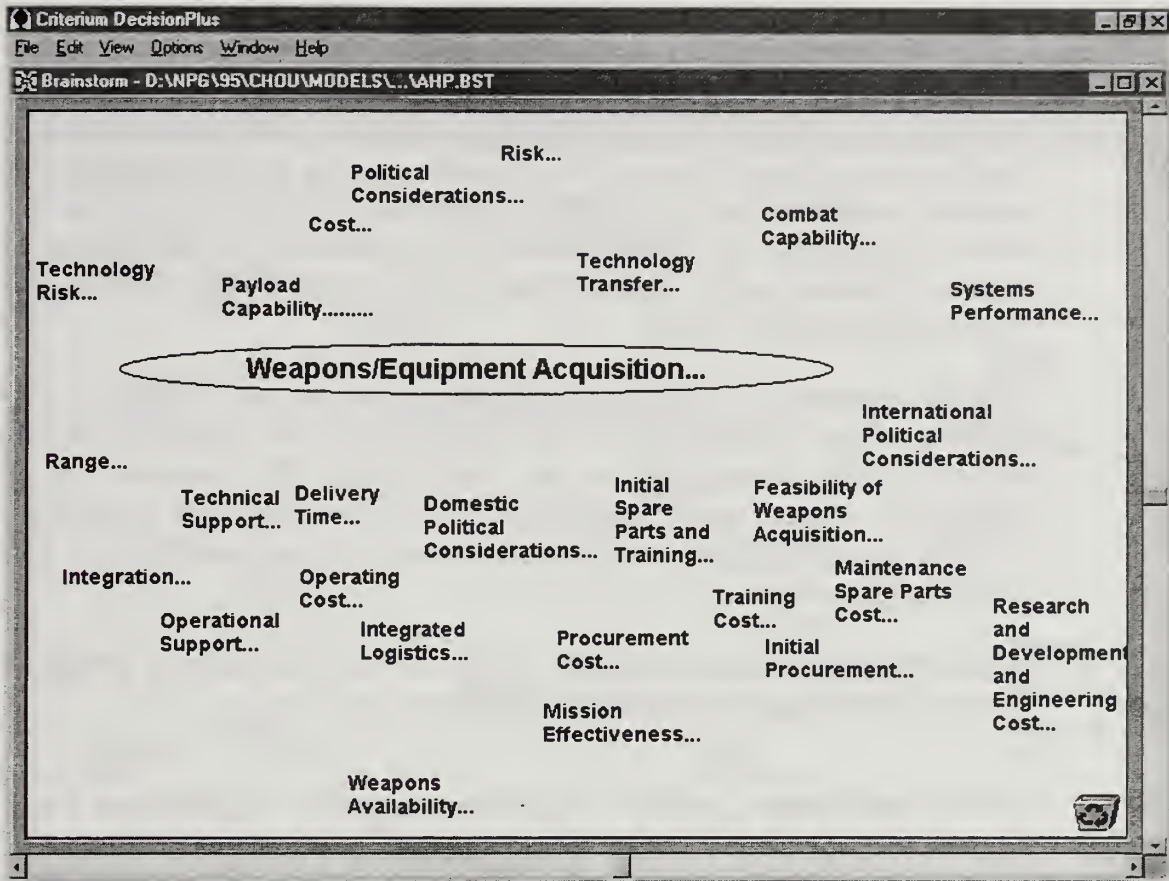 Criterium DecisionPlus
File Edit View Options Window Help
Brainstorm - D:\NPG\95\CHOU\MODELS\...\AHP.BST
Risk...
Political
Considerations...
Cost...
Combat
Capability...
Technology
Risk...
Payload
Capability.........
Technology
Transfer...
Systems
Performance...
Weapons/Equipment Acquisition...
International
Political
Considerations...
Range...
Technical
Support...
Delivery
Time...
Domestic
Political
Considerations...
Initial
Spare
Parts and
Training...
Feasibility of
Weapons
Acquisition...
Integration...
Operating
Cost...
Maintenance
Spare Parts
Cost...
Training
Cost...
Research
and
Development
and
Engineering
Cost...
Operational
Support...
Integrated
Logistics...
Procurement
Cost...
Initial
Procurement...
Mission
Effectiveness...
Weapons
Availability...